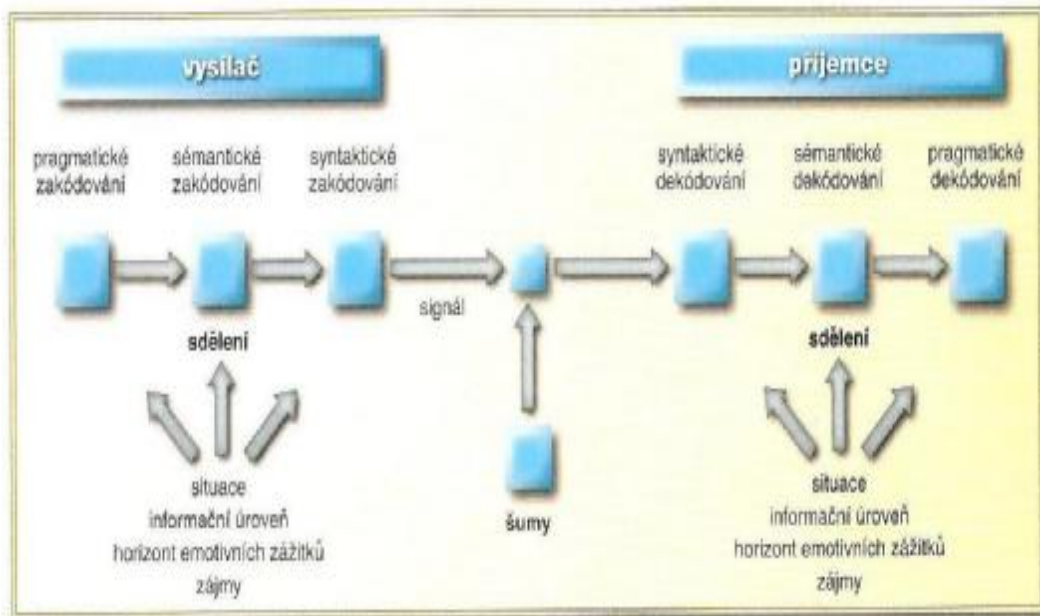 vysílač
příjemce
pragmatické
zakódování
sémantické
zakódování
syntaktické
zakódování
syntaktické
dekódování
sémantické
dekódování
pragmatické
dekódování
signál
sdělení
sdělení
situace
informační úroveň
horizont emotivních zážitků
zájmy
šumy
situace
informační úroveň
horizont emotivních zážitků
zájmy